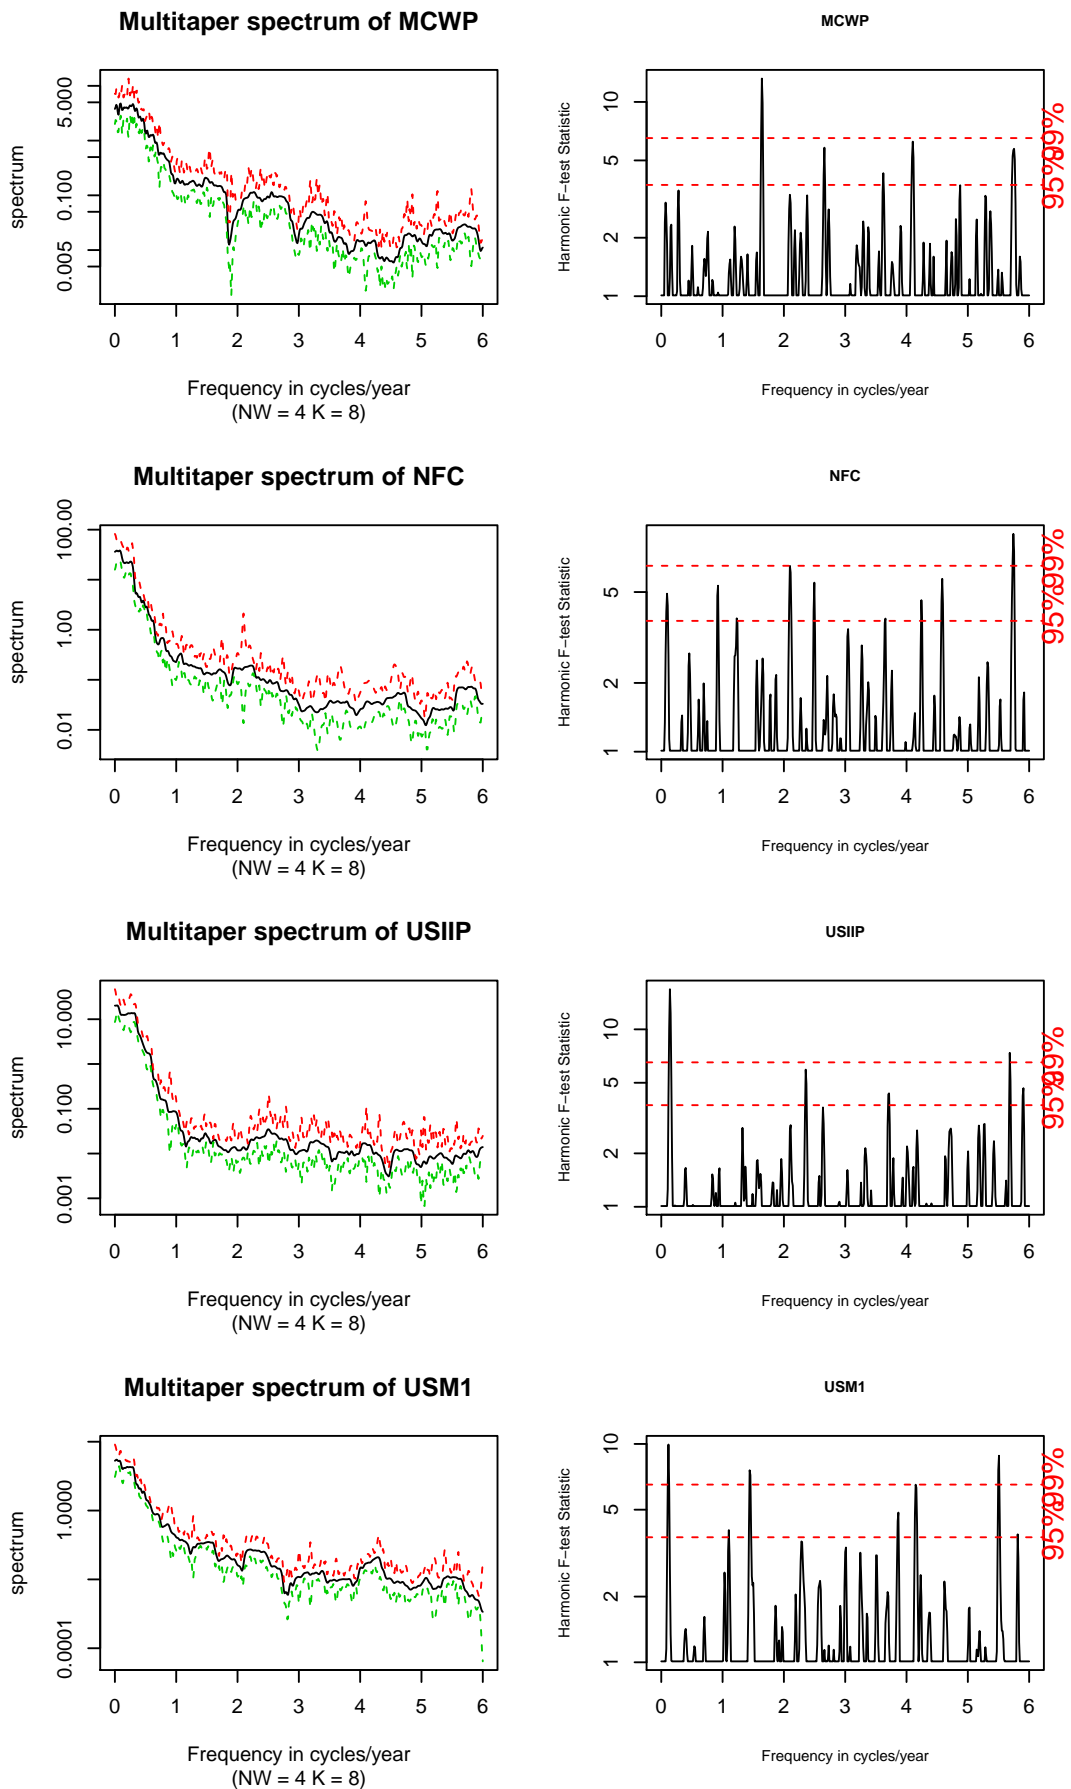 Multitaper spectrum of MCWP
MCWP
spectrum
5.000
0.100
0.005
0 1 2 3 4 5 6
Frequency in cycles/year
(NW = 4 K = 8)
Harmonic F−test Statistic
10
5
2
1
99%
95%
0 1 2 3 4 5 6
Frequency in cycles/year
Multitaper spectrum of NFC
NFC
spectrum
100.00
1.00
0.01
0 1 2 3 4 5 6
Frequency in cycles/year
(NW = 4 K = 8)
Harmonic F−test Statistic
5
2
1
99%
95%
0 1 2 3 4 5 6
Frequency in cycles/year
Multitaper spectrum of USIIP
USIIP
spectrum
10.000
0.100
0.001
0 1 2 3 4 5 6
Frequency in cycles/year
(NW = 4 K = 8)
Harmonic F−test Statistic
10
5
2
1
99%
95%
0 1 2 3 4 5 6
Frequency in cycles/year
Multitaper spectrum of USM1
USM1
spectrum
1.0000
0.0001
0 1 2 3 4 5 6
Frequency in cycles/year
(NW = 4 K = 8)
Harmonic F−test Statistic
10
5
2
1
99%
95%
0 1 2 3 4 5 6
Frequency in cycles/year